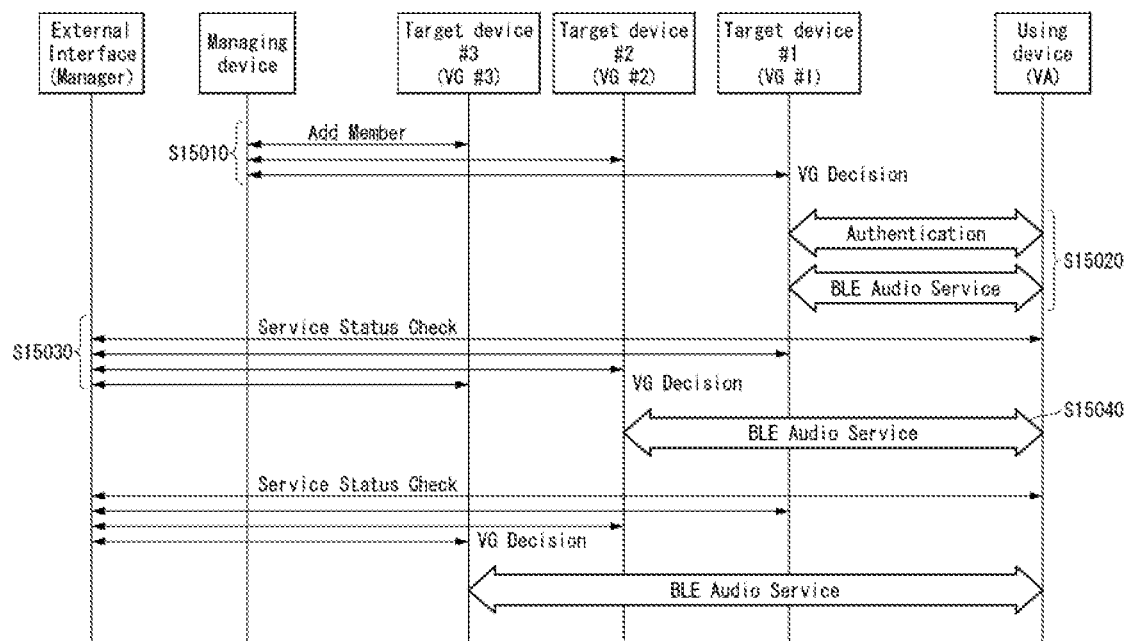 External
Interface
(Manager)
Managing
device
Target device
#3
(VG #3)
Target device
#2
(VG #2)
Target device
#1
(VG #1)
Using
device
(VA)
Add Member
S15010
VG Decision
Authentication
S15020
BLE Audio Service
Service Status Check
S15030
VG Decision
S15040
BLE Audio Service
Service Status Check
VG Decision
BLE Audio Service